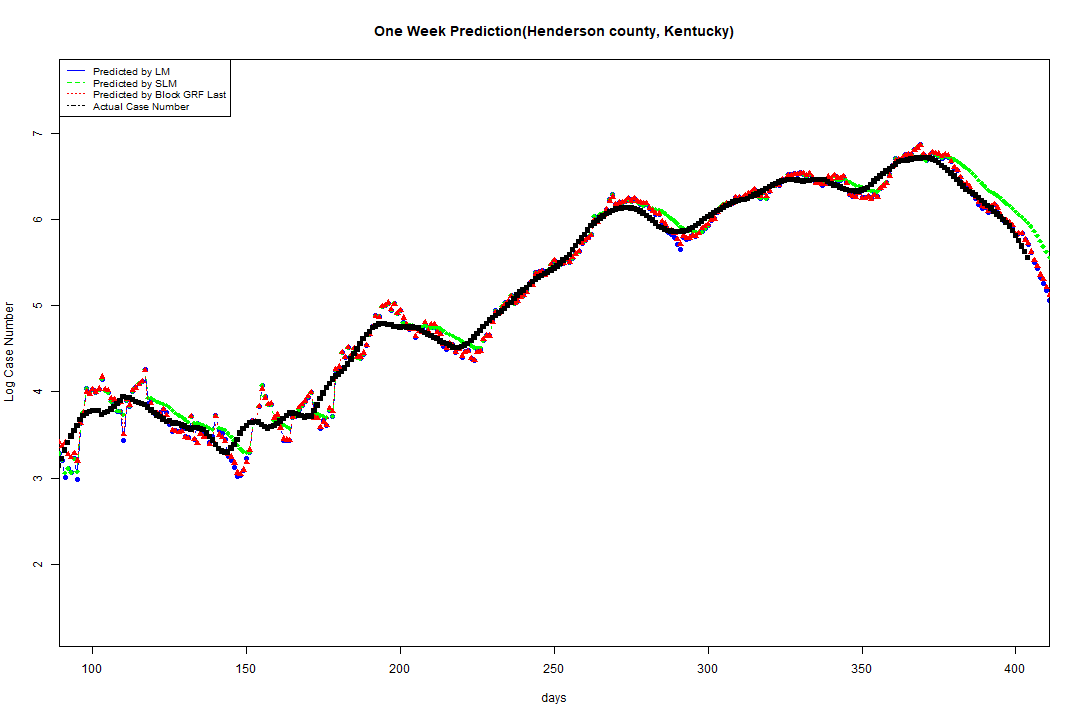 One Week Prediction(Henderson county, Kentucky)
Predicted by LM
Predicted by SLM
Predicted by Block GRF Last
Actual Case Number
7
6
5
4
3
2
Log Case Number
100 150 200 250 300 350 400
days